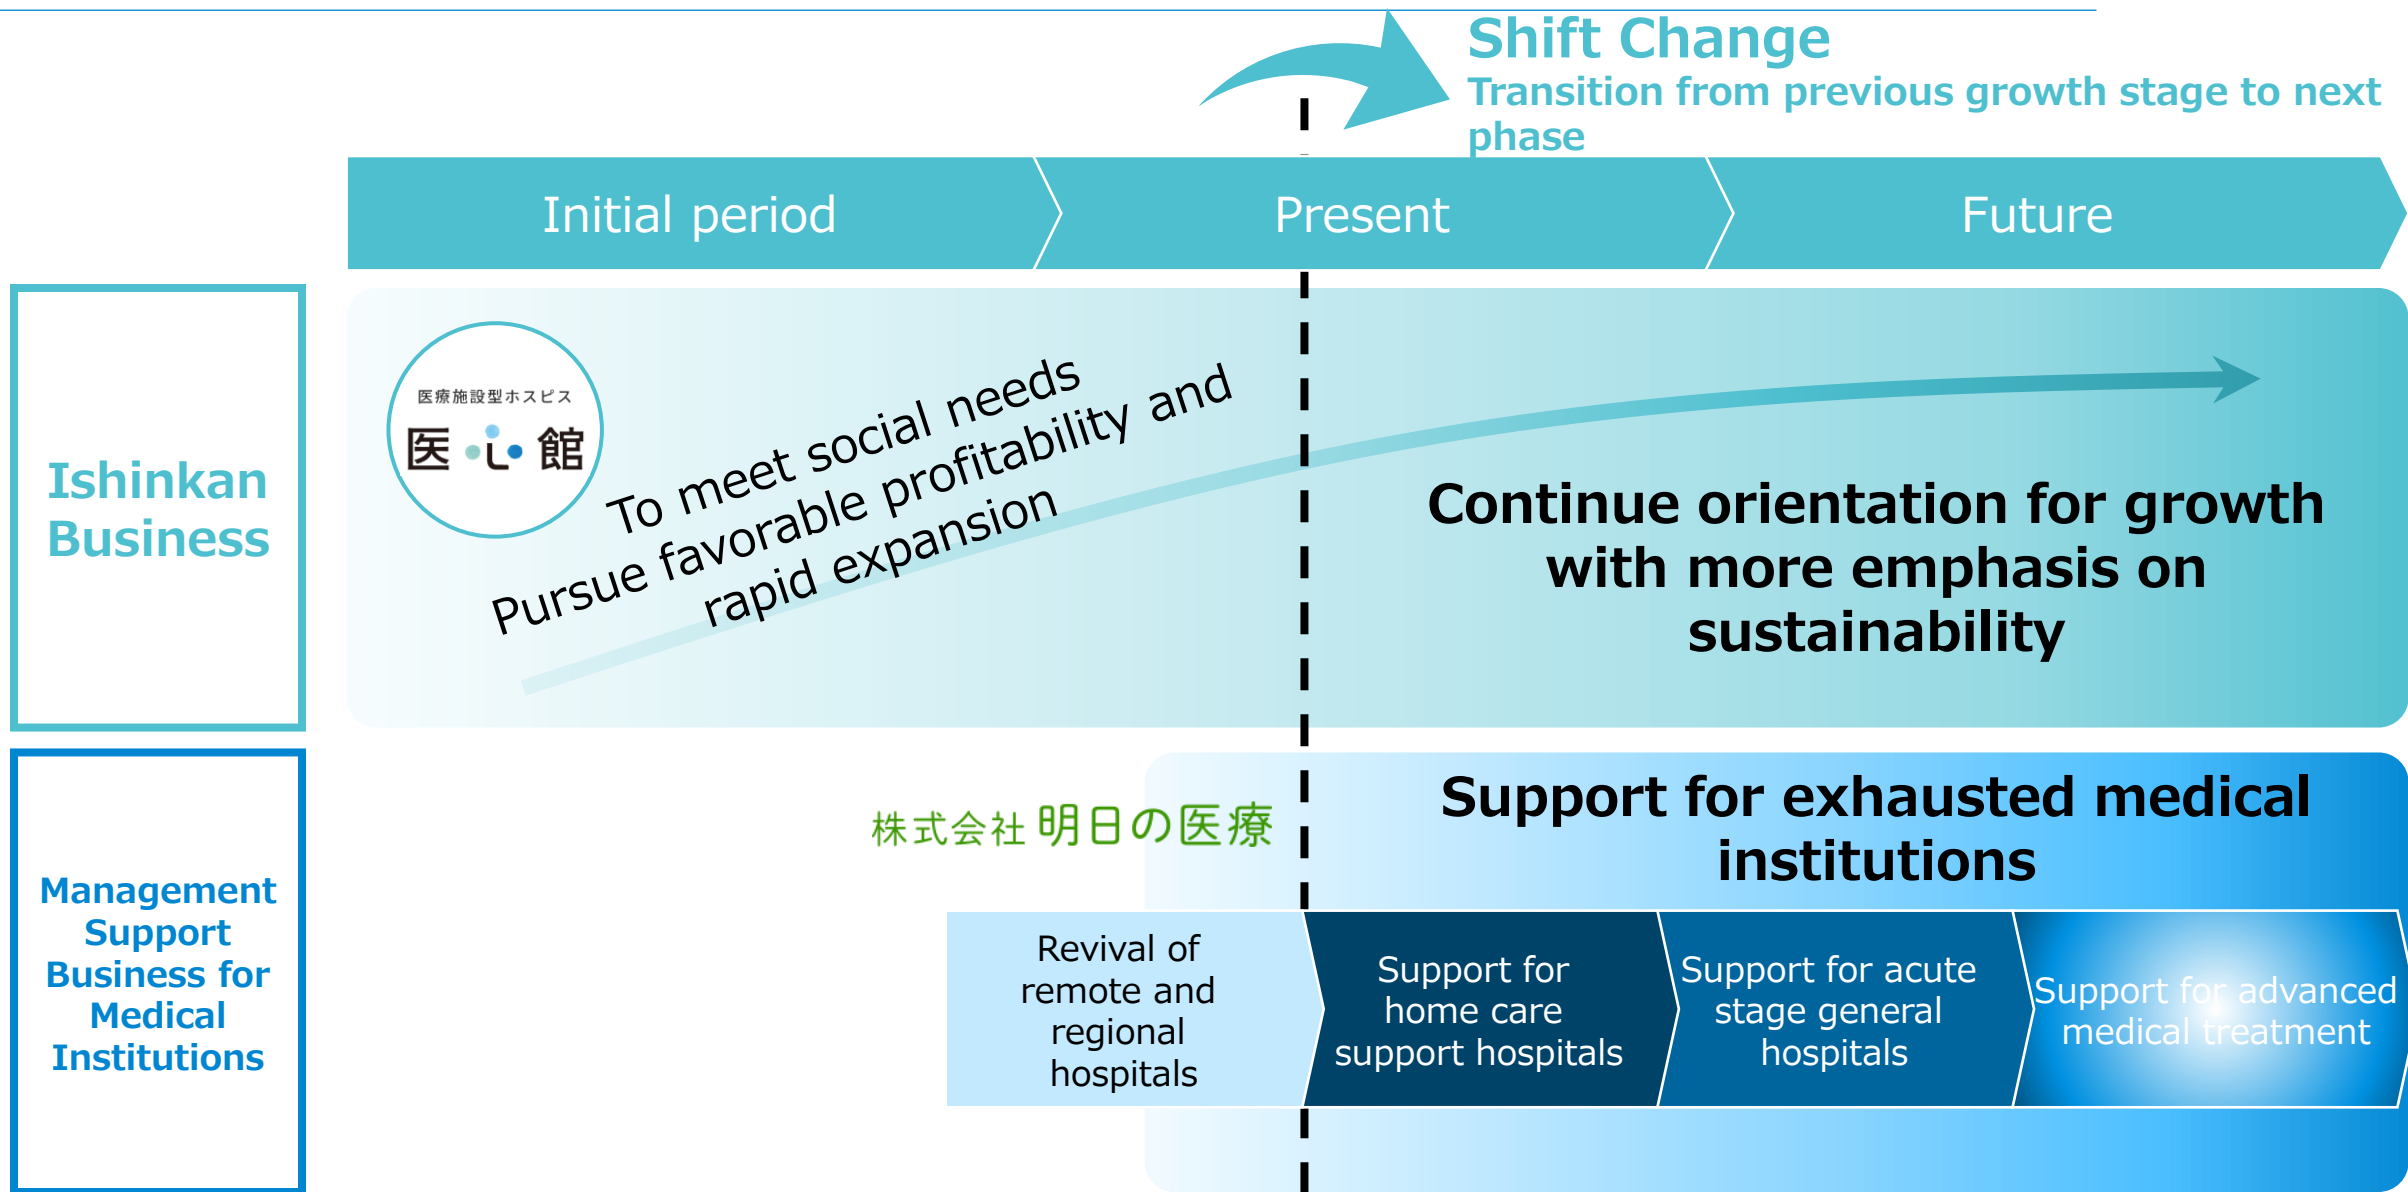 Shift Change
Transition from previous growth stage to next
phase
Initial period
Present
Future
Ishinkan
Business
医療施設型ホスピス
医心館
To meet social needs
Pursue favorable profitability and
rapid expansion
Continue orientation for growth
with more emphasis on
sustainability
Management
Support
Business for
Medical
Institutions
株式会社 明日の医療
Support for exhausted medical
institutions
Revival of
remote and
regional
hospitals
Support for
home care
support hospitals
Support for acute
stage general
hospitals
Support for advanced
medical treatment